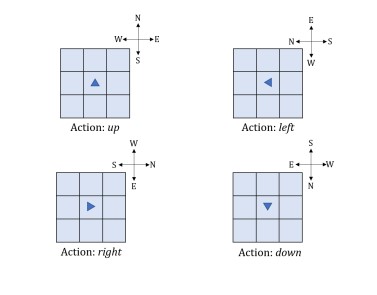 N
W E
S
Action: up
E
N S
W
Action: left
W
S N
E
Action: right
S
E W
N
Action: down